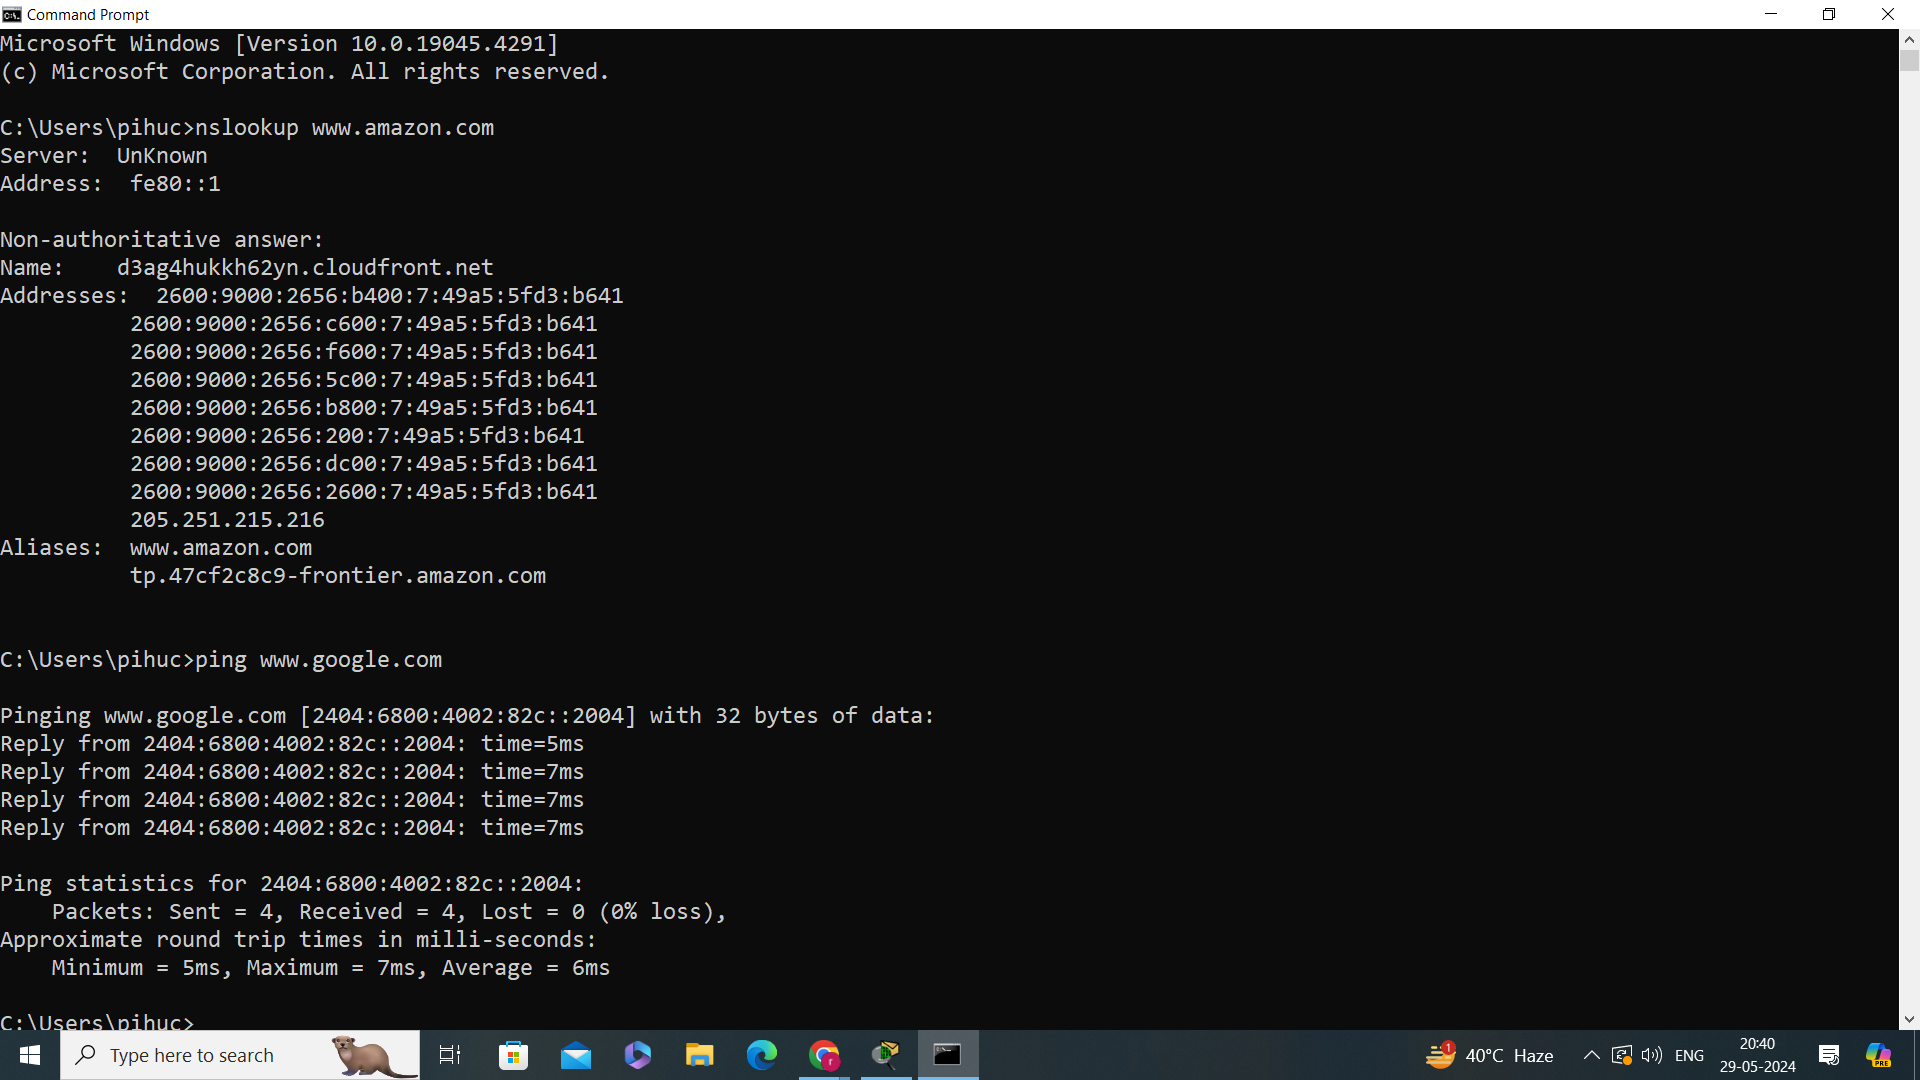 Command Prompt
Microsoft Windows [Version 10.0.19045.4291]
(c) Microsoft Corporation. All rights reserved.
C:\Users\pihuc>nslookup www.amazon.com
Server:  UnKnown
Address:  fe80::1
Non-authoritative answer:
Name:    d3ag4hukkh62yn.cloudfront.net
Addresses:  2600:9000:2656:b400:7:49a5:5fd3:b641
2600:9000:2656:c600:7:49a5:5fd3:b641
2600:9000:2656:f600:7:49a5:5fd3:b641
2600:9000:2656:5c00:7:49a5:5fd3:b641
2600:9000:2656:b800:7:49a5:5fd3:b641
2600:9000:2656:200:7:49a5:5fd3:b641
2600:9000:2656:dc00:7:49a5:5fd3:b641
2600:9000:2656:2600:7:49a5:5fd3:b641
205.251.215.216
Aliases:  www.amazon.com
tp.47cf2c8c9-frontier.amazon.com
C:\Users\pihuc>ping www.google.com
Pinging www.google.com [2404:6800:4002:82c::2004] with 32 bytes of data:
Reply from 2404:6800:4002:82c::2004: time=5ms
Reply from 2404:6800:4002:82c::2004: time=7ms
Reply from 2404:6800:4002:82c::2004: time=7ms
Reply from 2404:6800:4002:82c::2004: time=7ms
Ping statistics for 2404:6800:4002:82c::2004:
Packets: Sent = 4, Received = 4, Lost = 0 (0% loss),
Approximate round trip times in milli-seconds:
Minimum = 5ms, Maximum = 7ms, Average = 6ms
C:\Users\pihuc>
Type here to search
1
40°C Haze
ENG
20:40
29-05-2024
PRE